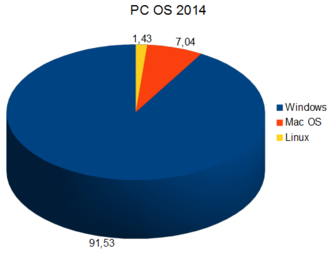 PC OS 2014
1,43
7,04
Windows
Mac OS
Linux
91,53